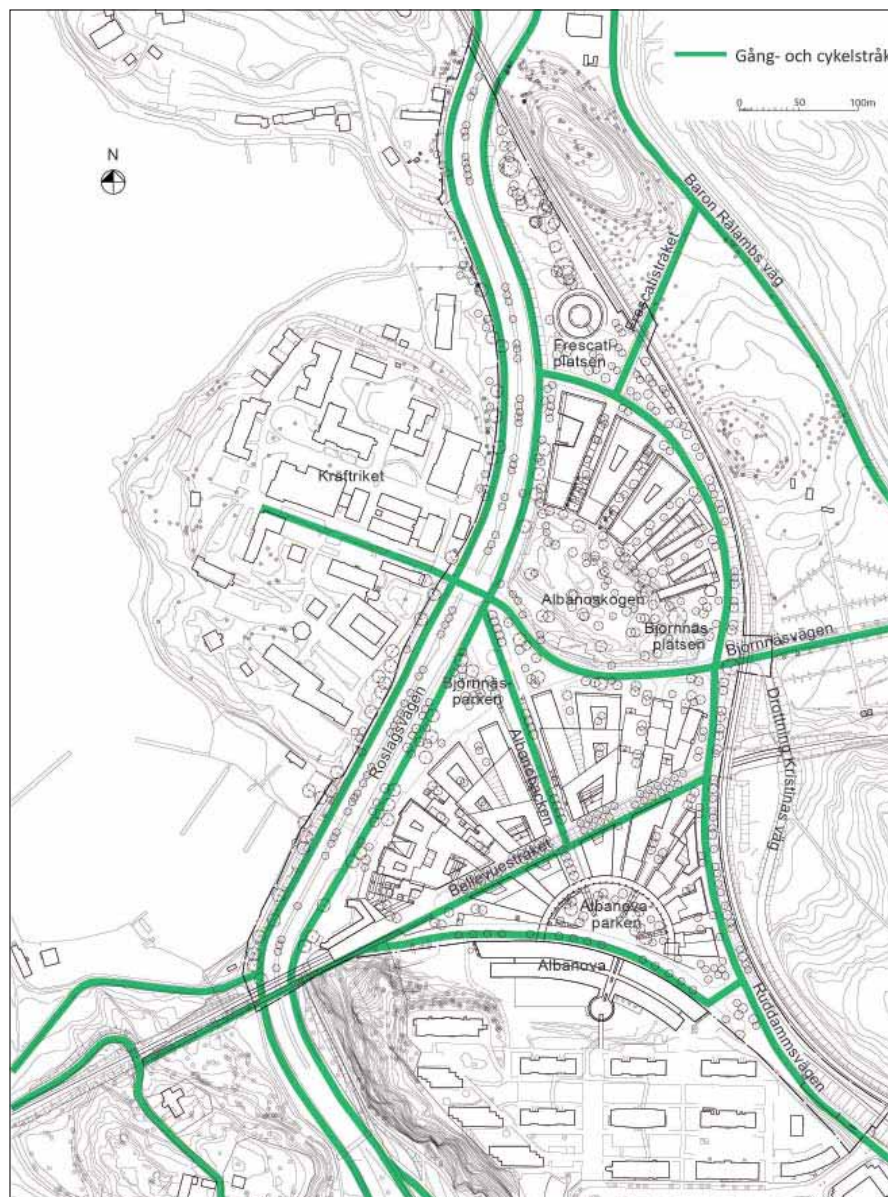 Gång- och cykelstråk
0 50 100m
N
Baron Rålambs väg
Frescatistråket
Frescati-
platsen
Kräftriket
Albanoskogen
Björnnäs-
platsen
Björnnäsvägen
Björnnäs-
parken
Roslagsvägen
Albanobacken
Drottning Kristinas väg
Bellevuestråket
Albanova-
parken
Albanova
Ruddammsvägen